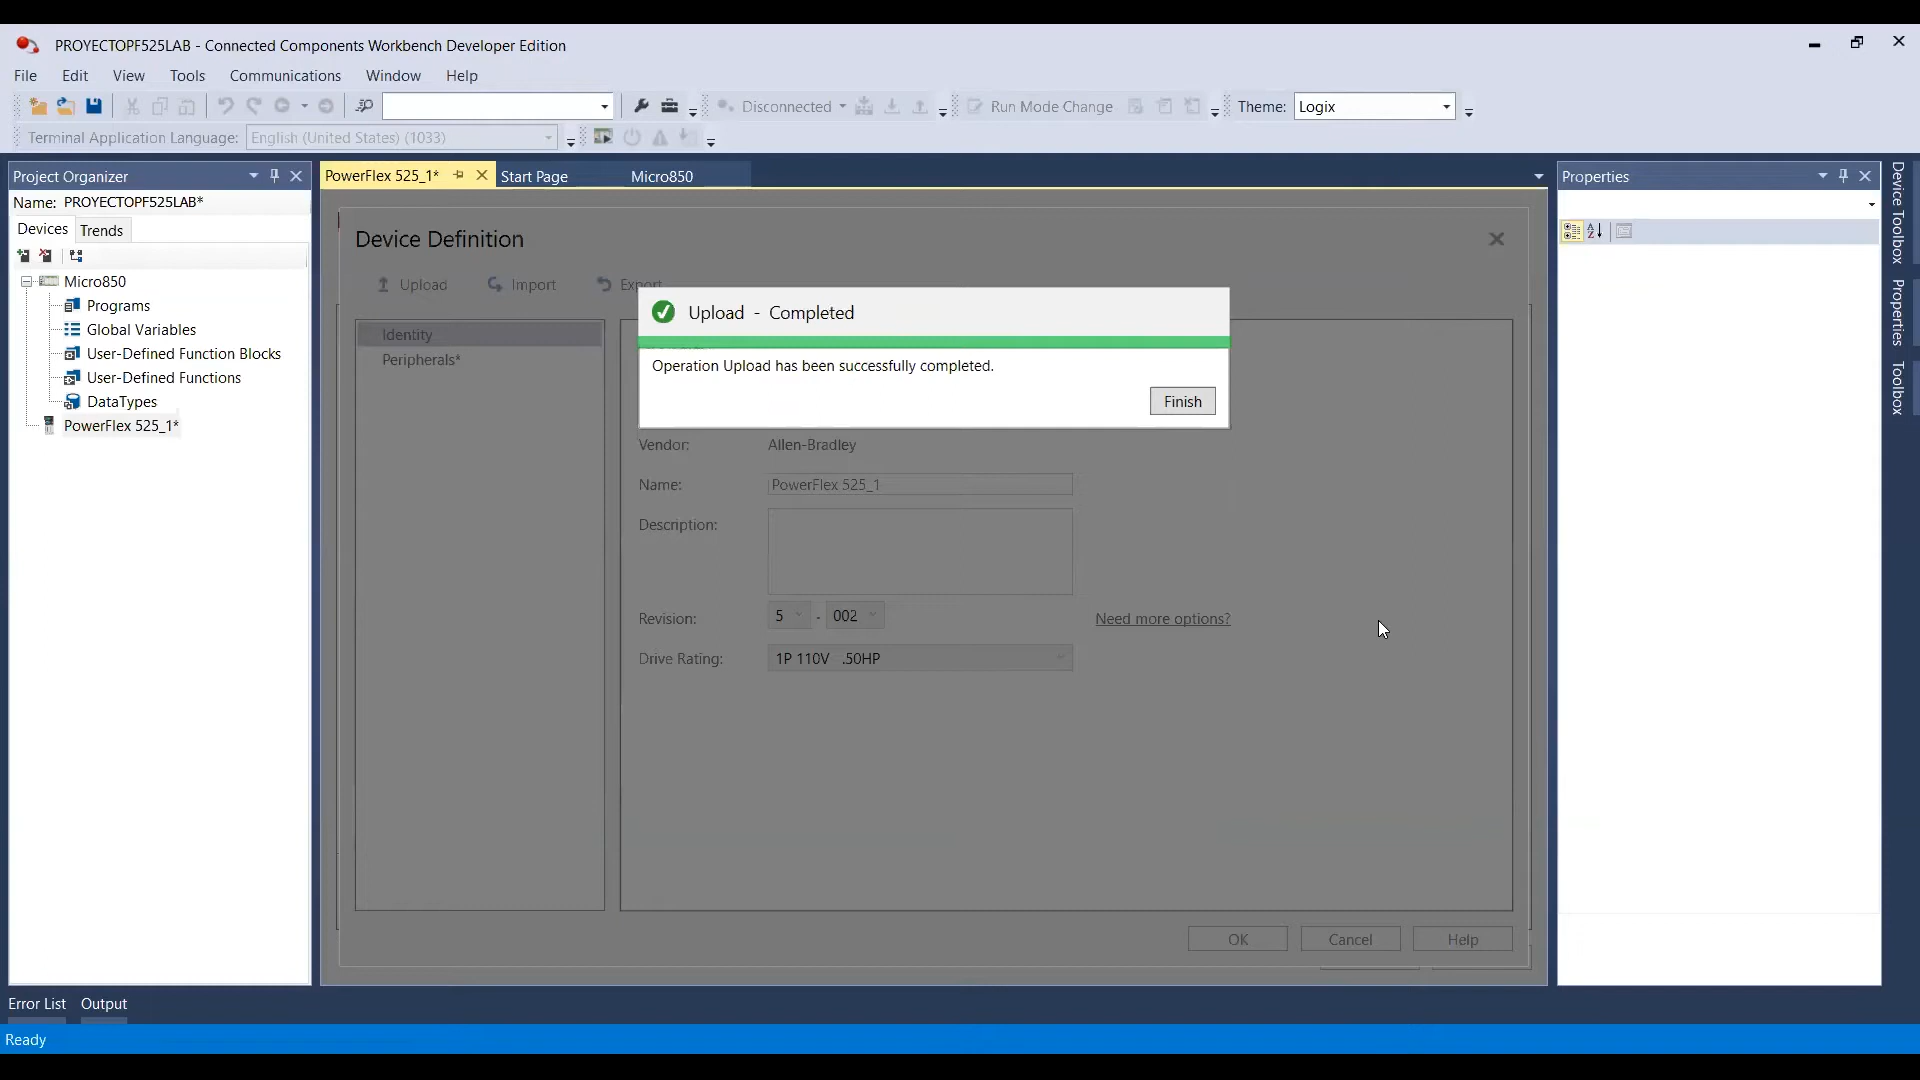 PROYECTOPF525LAB - Connected Components Workbench Developer Edition
File Edit View Tools Communications Window Help
Disconnected Run Mode Change Theme: Logix
Terminal Application Language: English (United States) (1033)
Project Organizer
Name: PROYECTOPF525LAB*
Devices Trends
Micro850
Programs
Global Variables
User-Defined Function Blocks
User-Defined Functions
DataTypes
PowerFlex 525_1*
PowerFlex 525_1* Start Page Micro850
Device Definition
Upload Import Export
Identity
Peripherals*
Upload - Completed
Operation Upload has been successfully completed.
Finish
Vendor: Allen-Bradley
Name: PowerFlex 525_1
Description:
Revision: 5 - 002 Need more options?
Drive Rating: 1P 110V .50HP
OK Cancel Help
Properties
Device Toolbox
Properties
Toolbox
Error List Output
Ready